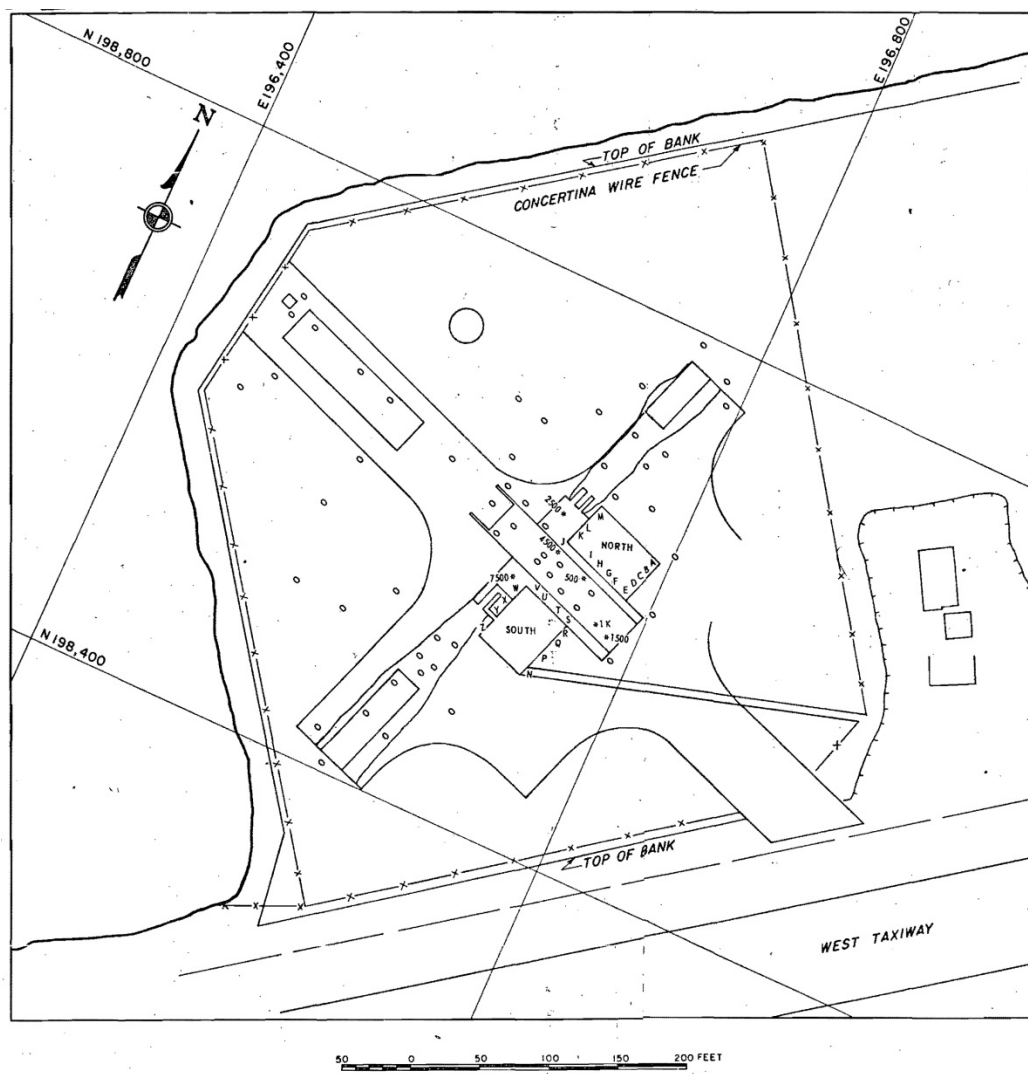 N 198,800
E196,400
E196,800
N
TOP OF BANK
CONCERTINA WIRE FENCE
2500*
M
L
K
J
NORTH
4500*
I
H
G
F
E
D
C
B
A
500*
7500*
W
V
U
T
S
X
Y
Z
SOUTH
R
Q
P
N
*1K
*1500
N 198,400
TOP OF BANK
WEST TAXIWAY
50 0 50 100 150 200 FEET